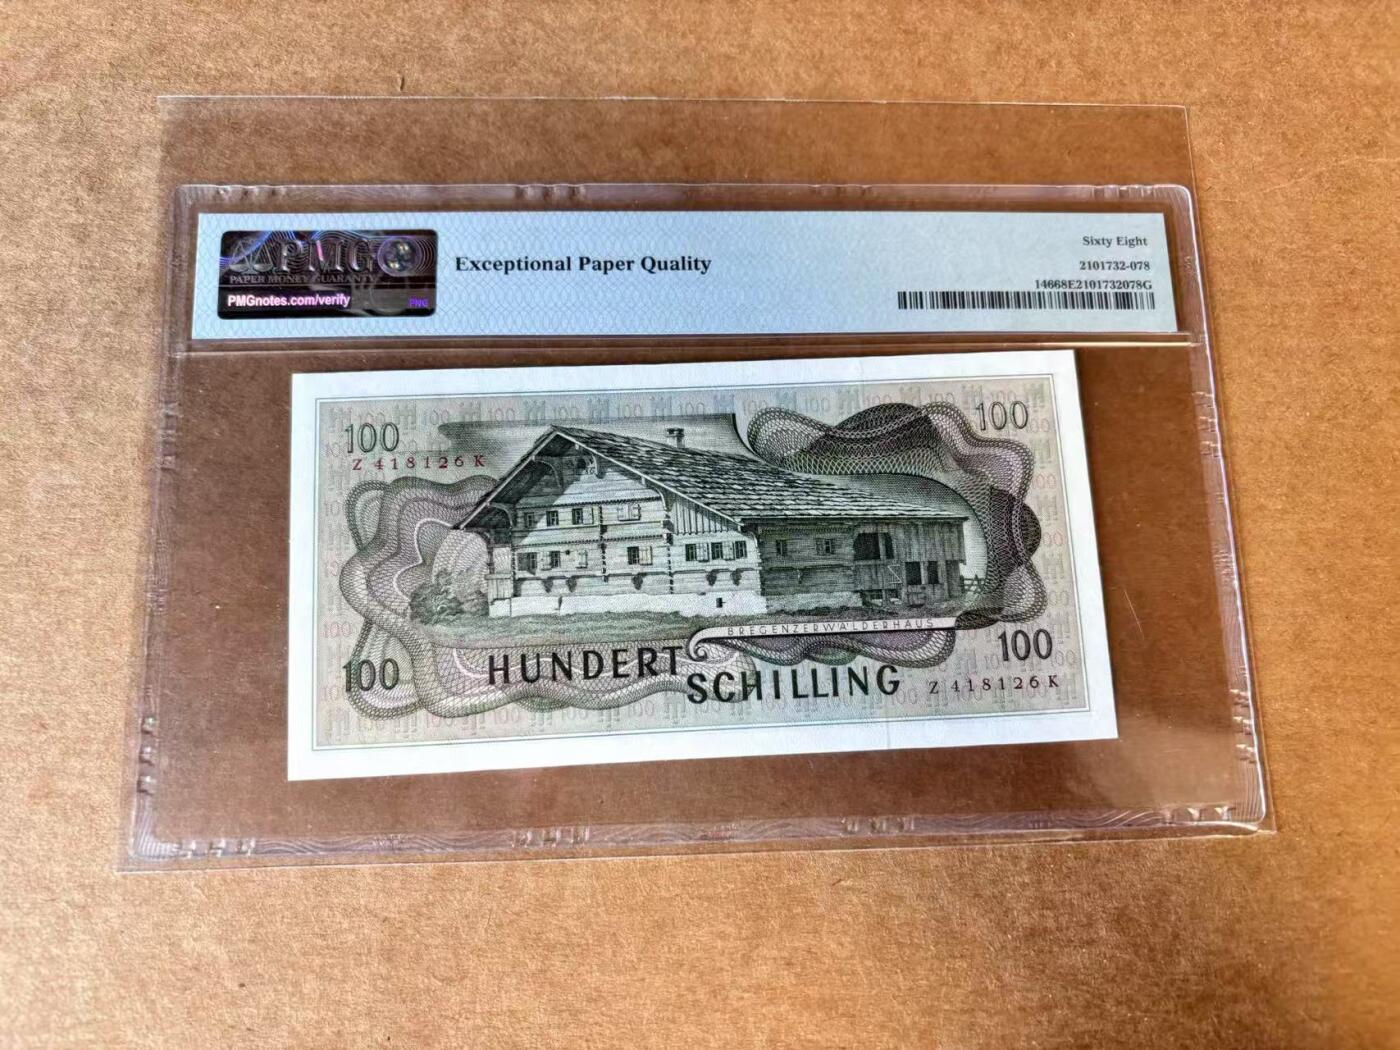 PMG
PAPER MONEY GUARANTY
PMGnotes.com/verify
PNG
Exceptional Paper Quality
Sixty Eight
2101732-078
14668E2101732078G
100
100
Z 418126 K
BREGENZERWÄLDERHAUS
100
100
HUNDERT
SCHILLING
Z 418126 K